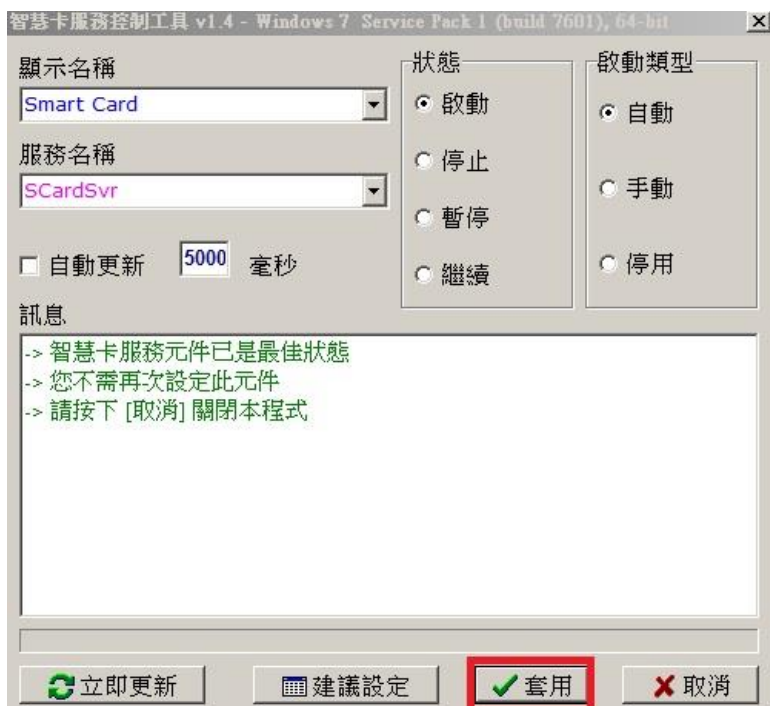 智慧卡服務控制工具 v1.4 - Windows 7 Service Pack 1 (build 7601), 64-bit
顯示名稱
Smart Card
服務名稱
SCardSvr
自動更新 5000 毫秒
狀態
啟動
停止
暫停
繼續
啟動類型
自動
手動
停用
訊息
-> 智慧卡服務元件已是最佳狀態
-> 您不需再次設定此元件
-> 請按下 [取消] 關閉本程式
立即更新 建議設定 套用 取消